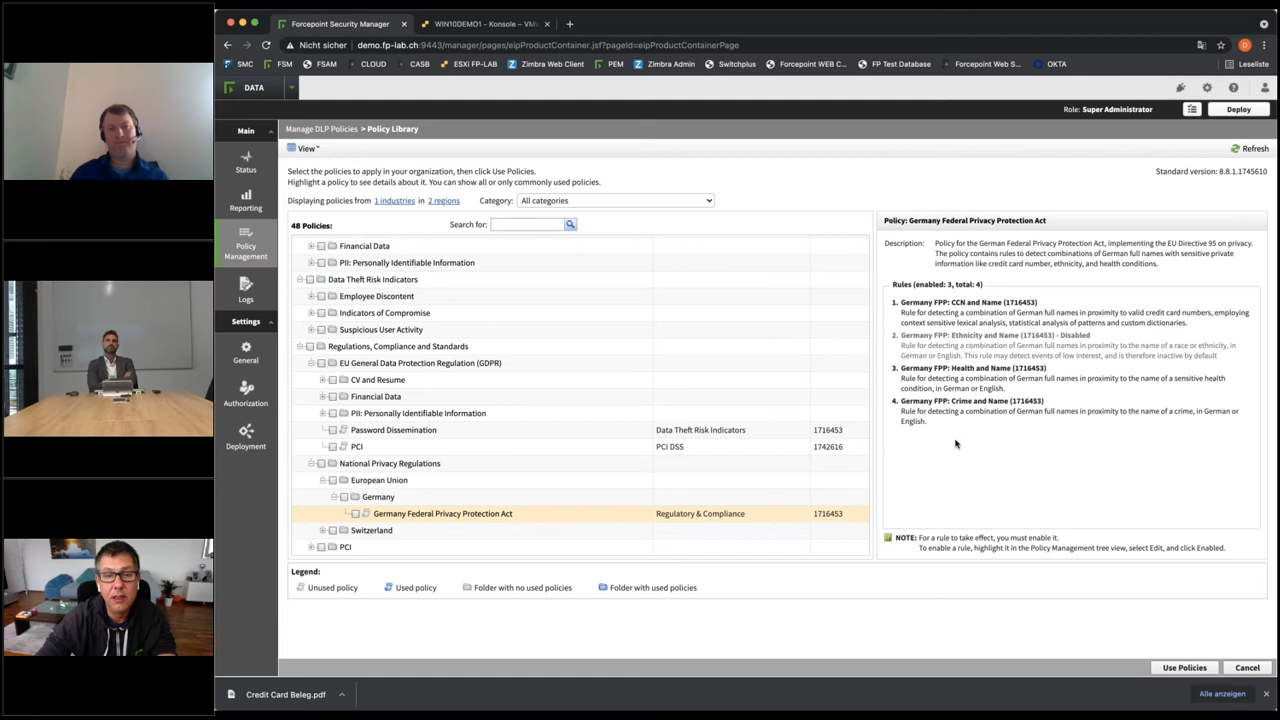 Forcepoint Security Manager
WIN10DEMO1 - Konsole – VM
Nicht sicher
demo.fp-lab.ch:9443/manager/pages/eipProductContainer.jsf?pageId=eipProductContainerPage
SMC FSM FSAM CLOUD CASB ESXi FP-LAB Zimbra Web Client PEM Zimbra Admin Switchplus Forcepoint WEB C... FP Test Database Forcepoint Web S... OKTA Leseliste
DATA
Role: Super Administrator
Deploy
Main
Status
Reporting
Policy
Management
Logs
Settings
General
Authorization
Deployment
Manage DLP Policies > Policy Library
View
Refresh
Select the policies to apply in your organization, then click Use Policies.
Standard version: 8.8.1.1745610
Highlight a policy to see details about it. You can show all or only commonly used policies.
Displaying policies from 1 industries in 2 regions Category: All categories
48 Policies: Search for:
Financial Data
PII: Personally Identifiable Information
Data Theft Risk Indicators
Employee Discontent
Indicators of Compromise
Suspicious User Activity
Regulations, Compliance and Standards
EU General Data Protection Regulation (GDPR)
CV and Resume
Financial Data
PII: Personally Identifiable Information
Password Dissemination Data Theft Risk Indicators 1716453
PCI PCI DSS 1742616
National Privacy Regulations
European Union
Germany
Germany Federal Privacy Protection Act Regulatory & Compliance 1716453
Switzerland
PCI
Policy: Germany Federal Privacy Protection Act
Description: Policy for the German Federal Privacy Protection Act, implementing the EU Directive 95 on privacy.
The policy contains rules to detect combinations of German full names with sensitive private
information like credit card number, ethnicity, and health conditions.
Rules (enabled: 3, total: 4)
1. Germany FPP: CCN and Name (1716453)
Rule for detecting a combination of German full names in proximity to valid credit card numbers, employing
context sensitive lexical analysis, statistical analysis of patterns and custom dictionaries.
2. Germany FPP: Ethnicity and Name (1716453) - Disabled
Rule for detecting a combination of German full names in proximity to the name of a race or ethnicity, in
German or English. This rule may detect events of low interest, and is therefore inactive by default
3. Germany FPP: Health and Name (1716453)
Rule for detecting a combination of German full names in proximity to the name of a sensitive health
condition, in German or English.
4. Germany FPP: Crime and Name (1716453)
Rule for detecting a combination of German full names in proximity to the name of a crime, in German or
English.
NOTE: For a rule to take effect, you must enable it.
To enable a rule, highlight it in the Policy Management tree view, select Edit, and click Enabled.
Legend:
Unused policy Used policy Folder with no used policies Folder with used policies
Use Policies Cancel
Credit Card Beleg.pdf
Alle anzeigen